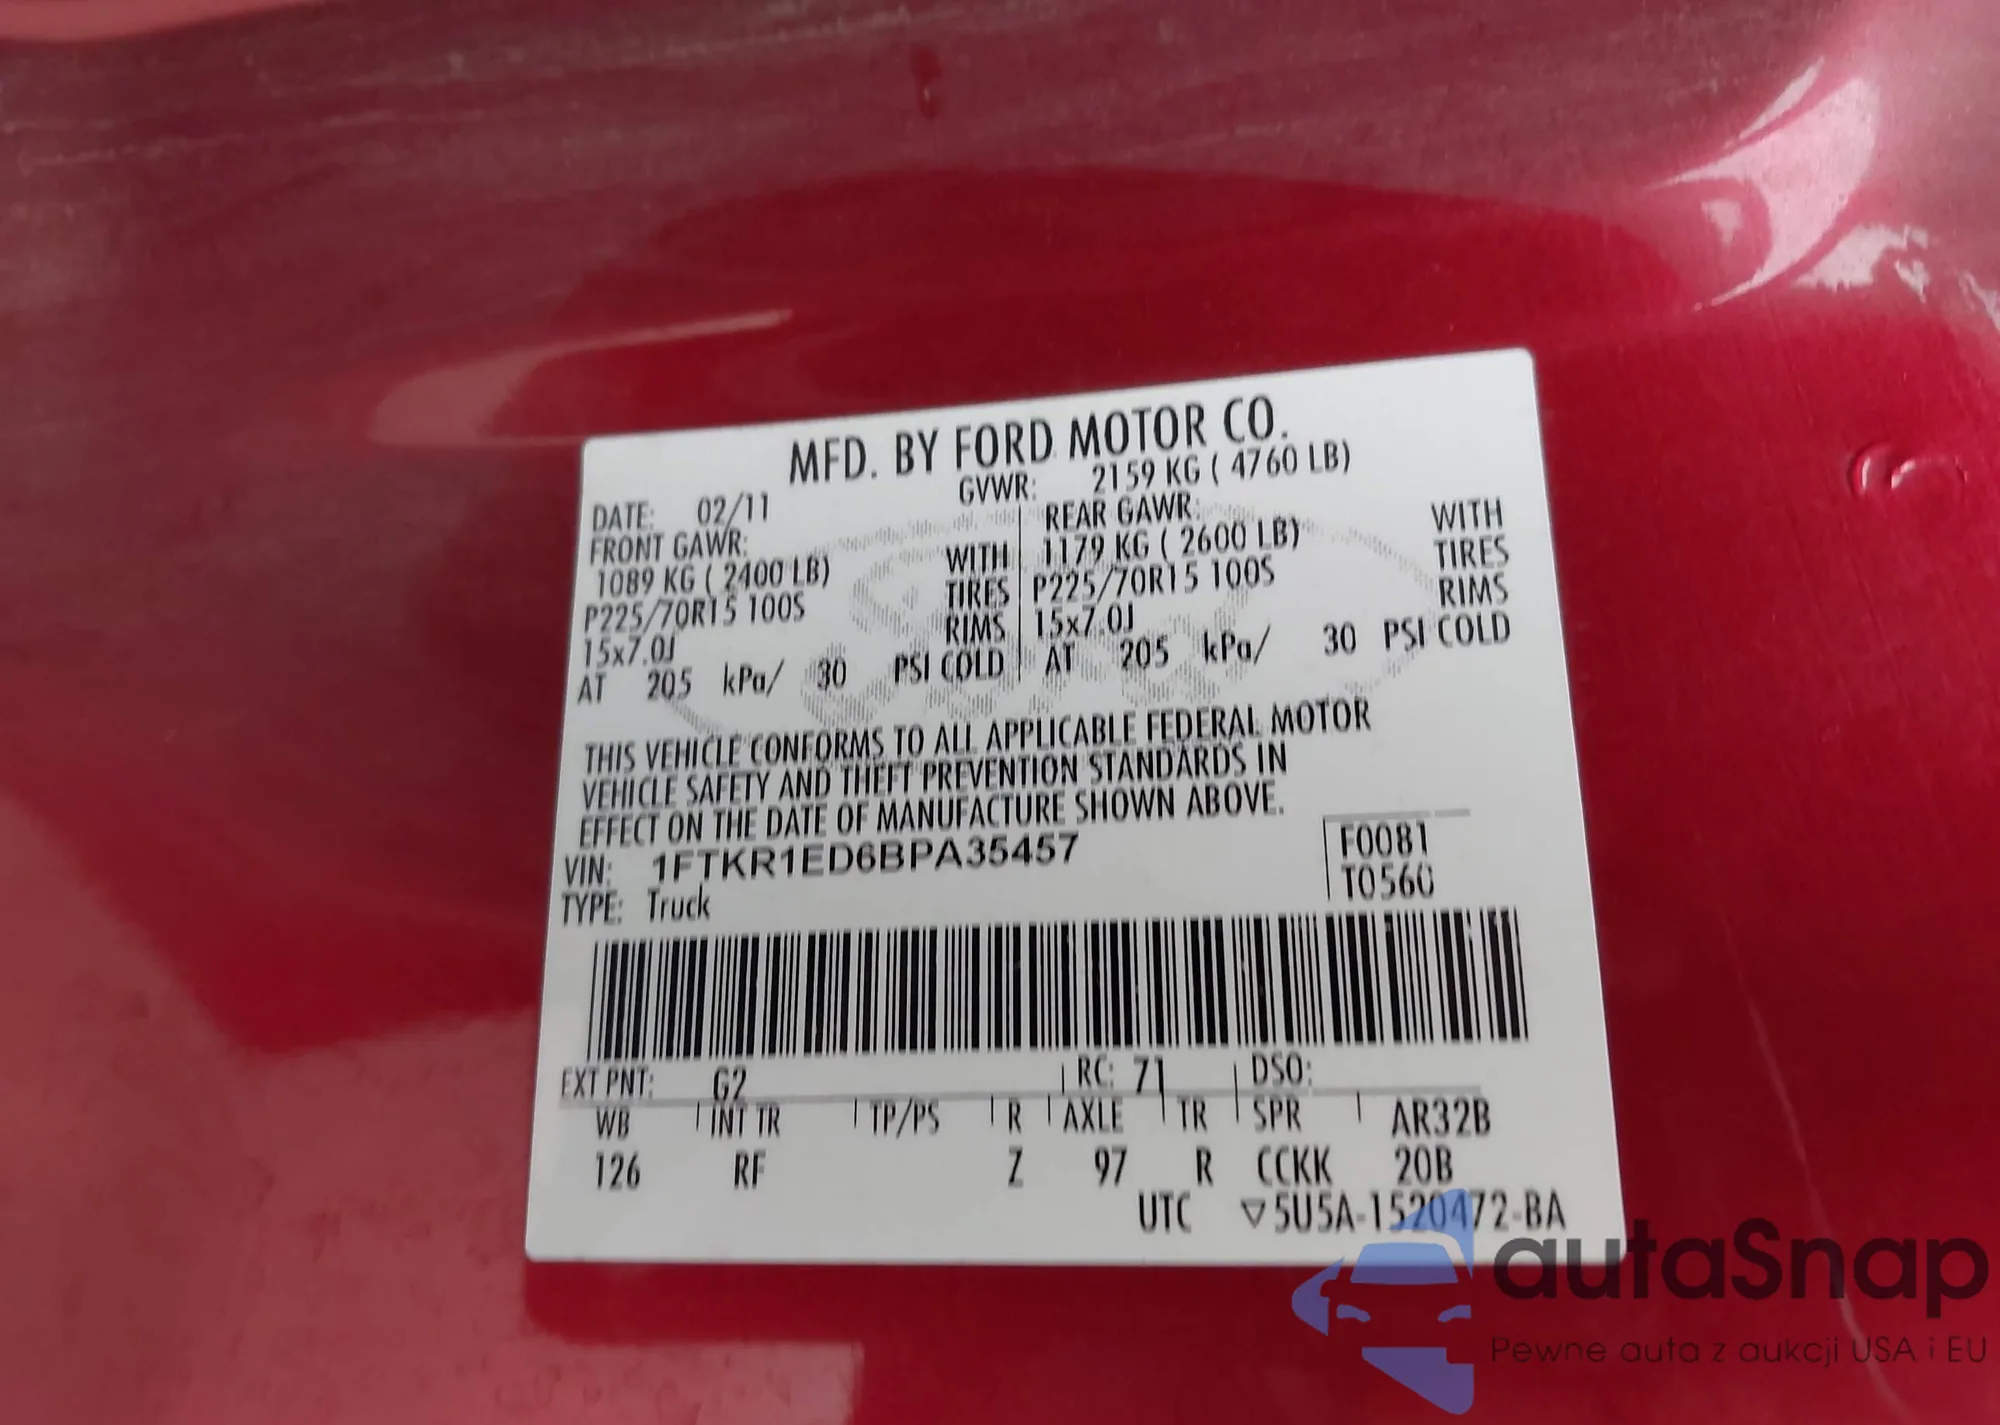 MFD. BY FORD MOTOR CO.
DATE: 02/11 GVWR: 2159 KG ( 4760 LB)
FRONT GAWR: REAR GAWR:
1089 KG ( 2400 LB) WITH 1179 KG ( 2600 LB) WITH
P225/70R15 100S TIRES P225/70R15 100S TIRES
15x7.0J RIMS 15x7.0J RIMS
AT 205 kPa/ 30 PSI COLD AT 205 kPa/ 30 PSI COLD
THIS VEHICLE CONFORMS TO ALL APPLICABLE FEDERAL MOTOR
VEHICLE SAFETY AND THEFT PREVENTION STANDARDS IN
EFFECT ON THE DATE OF MANUFACTURE SHOWN ABOVE.
VIN: 1FTKR1ED6BPA35457 F0081
TYPE: Truck T0560
EXT PNT: G2 RC: 71 DSO:
WB INT TR TP/PS R AXLE TR SPR AR32B
126 RF Z 97 R CCKK 20B
UTC ▽5U5A-1520472-BA
autaSnap
Pewne auta z aukcji USA i EU